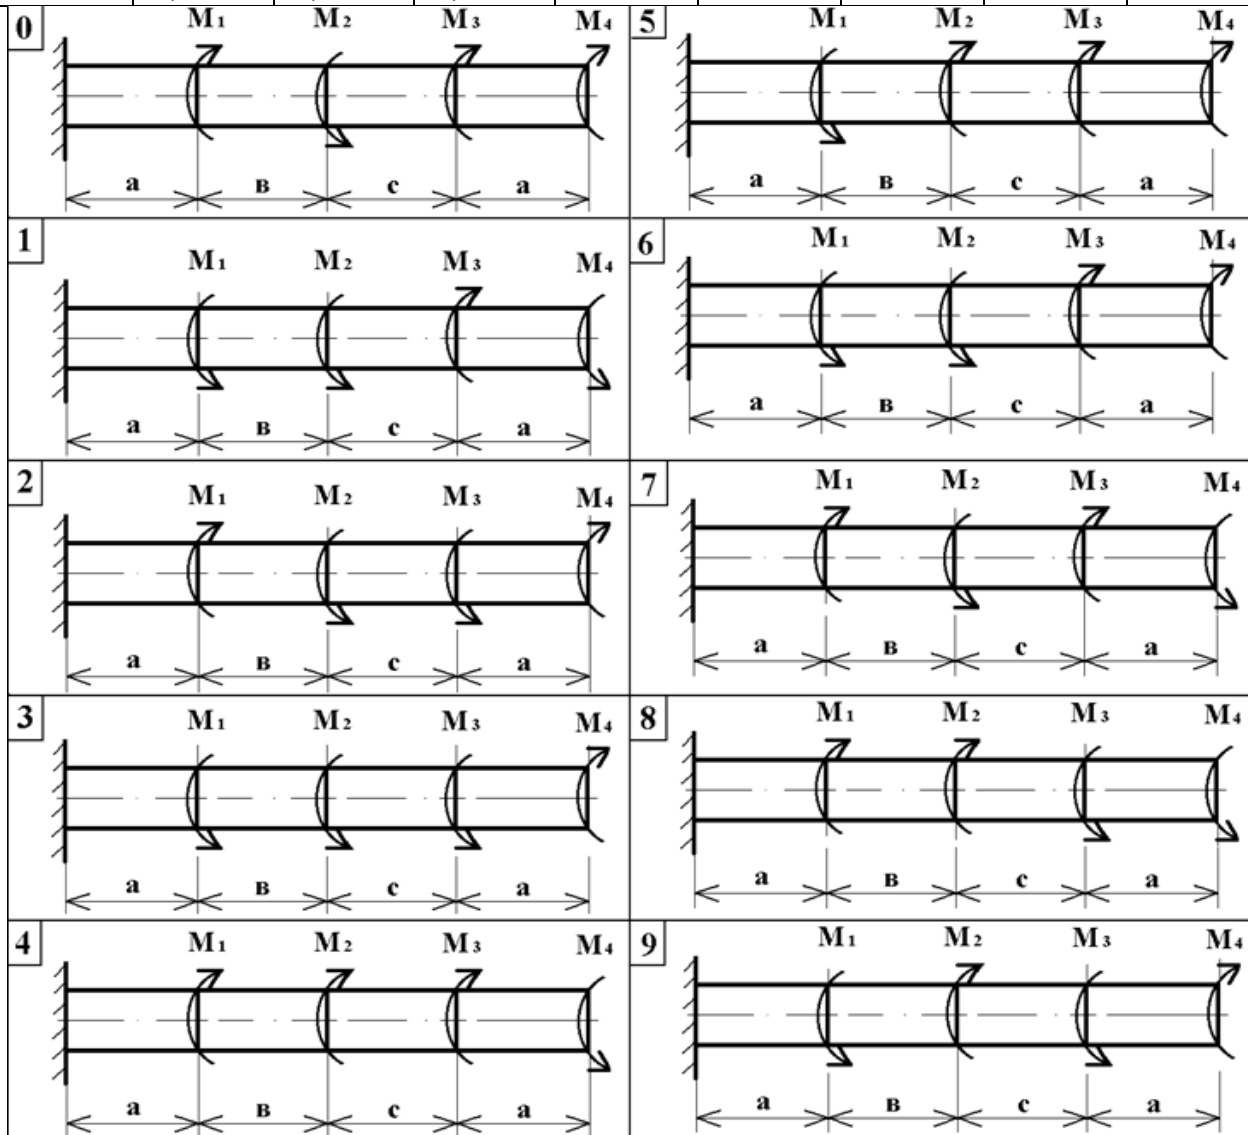 0 M₁ M₂ M₃ M₄
a в c a
5 M₁ M₂ M₃ M₄
a в c a
1 M₁ M₂ M₃ M₄
a в c a
6 M₁ M₂ M₃ M₄
a в c a
2 M₁ M₂ M₃ M₄
a в c a
7 M₁ M₂ M₃ M₄
a в c a
3 M₁ M₂ M₃ M₄
a в c a
8 M₁ M₂ M₃ M₄
a в c a
4 M₁ M₂ M₃ M₄
a в c a
9 M₁ M₂ M₃ M₄
a в c a